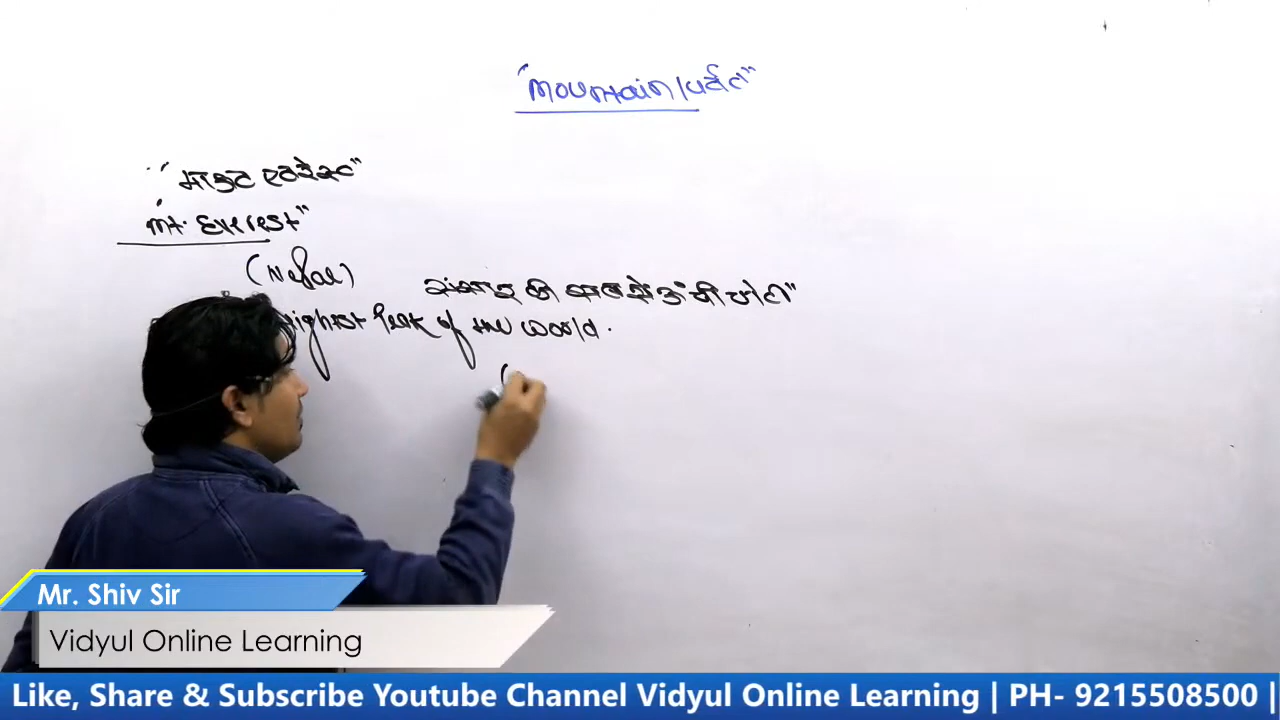 "Mountain/पर्वत"
"माऊंट एवरेस्ट"
"Mt. Everest"
(Nepal)
संसार की सबसे ऊँची चोटी"
Highest Peak of the world.
(
Mr. Shiv Sir
Vidyul Online Learning
Like, Share & Subscribe Youtube Channel Vidyul Online Learning | PH- 9215508500 |